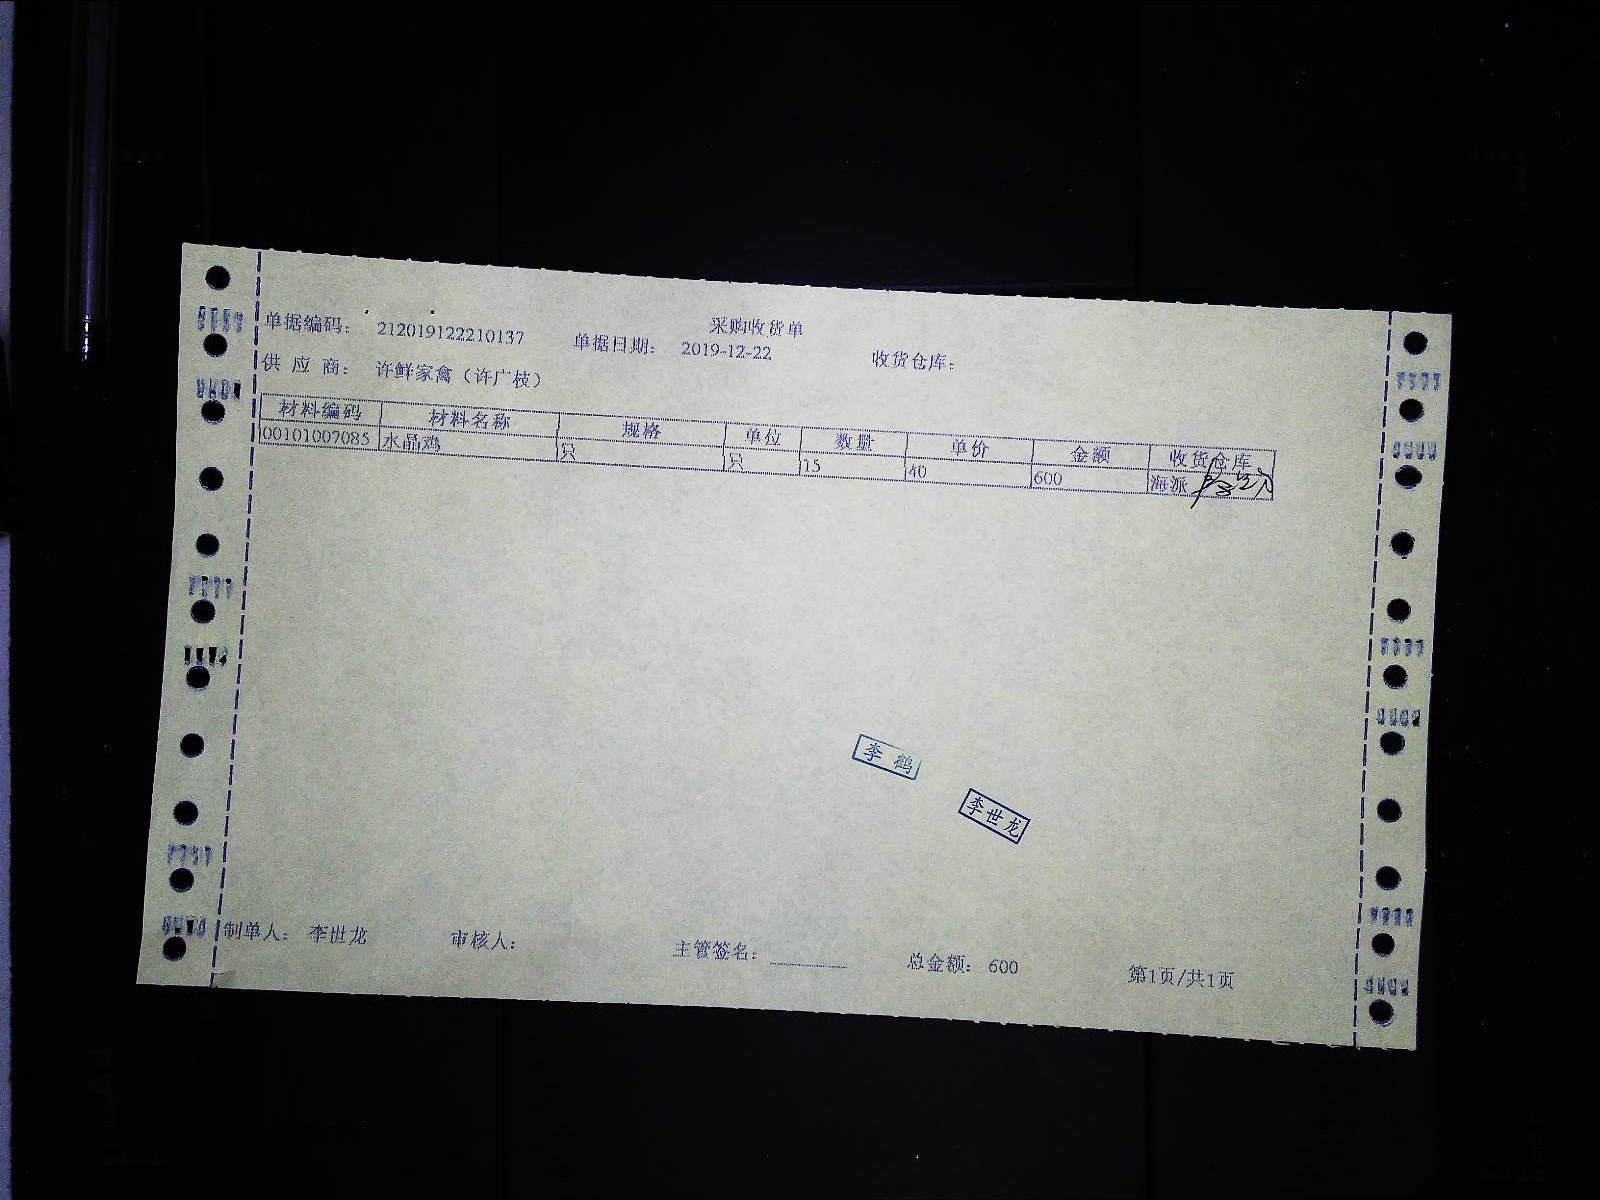 采购收货单
单据编码： 212019122210137 单据日期： 2019-12-22 收货仓库：
供 应 商： 许鲜家禽（许广枝）
材料编码 材料名称 规格 单位 数量 单价 金额 收货仓库
00101007085 水晶鸡 只 只 15 40 600 海派
李鹤
李世龙
制单人： 李世龙 审核人： 主管签名： 总金额： 600 第1页/共1页